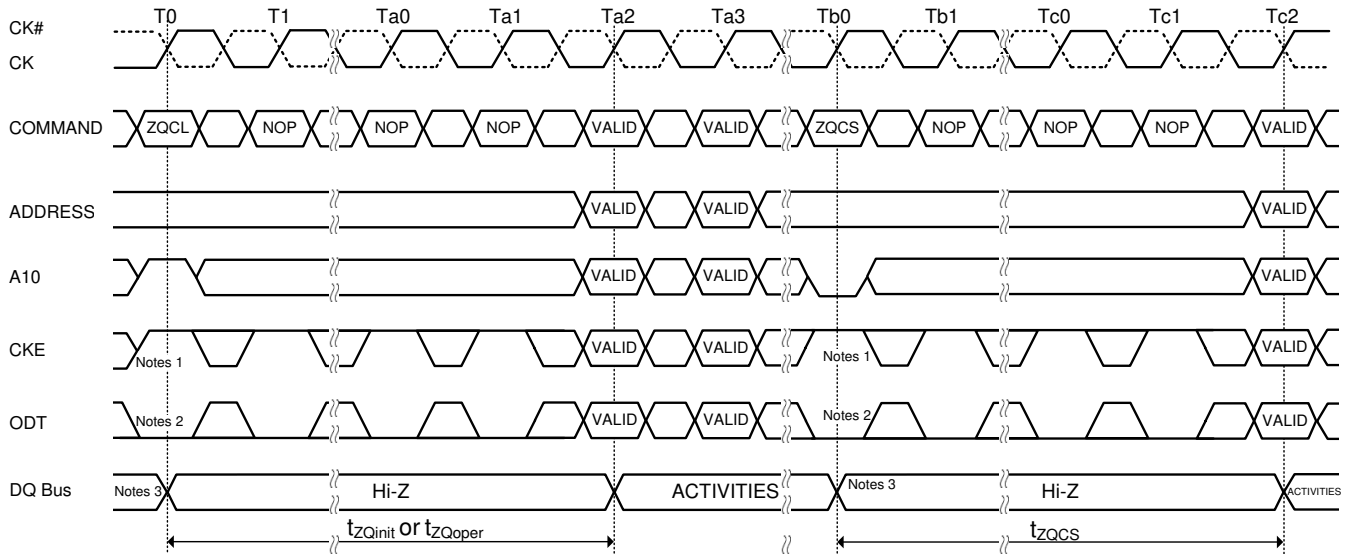 T0 T1 Ta0 Ta1 Ta2 Ta3 Tb0 Tb1 Tc0 Tc1 Tc2
CK#
CK
COMMAND ZQCL NOP NOP NOP VALID VALID ZQCS NOP NOP NOP VALID
ADDRESS VALID VALID VALID
A10 VALID VALID VALID
CKE Notes 1 VALID VALID Notes 1 VALID
ODT Notes 2 VALID VALID Notes 2 VALID
DQ Bus Notes 3 Hi-Z ACTIVITIES Notes 3 Hi-Z ACTIVITIES
tZQinit or tZQoper tZQCS